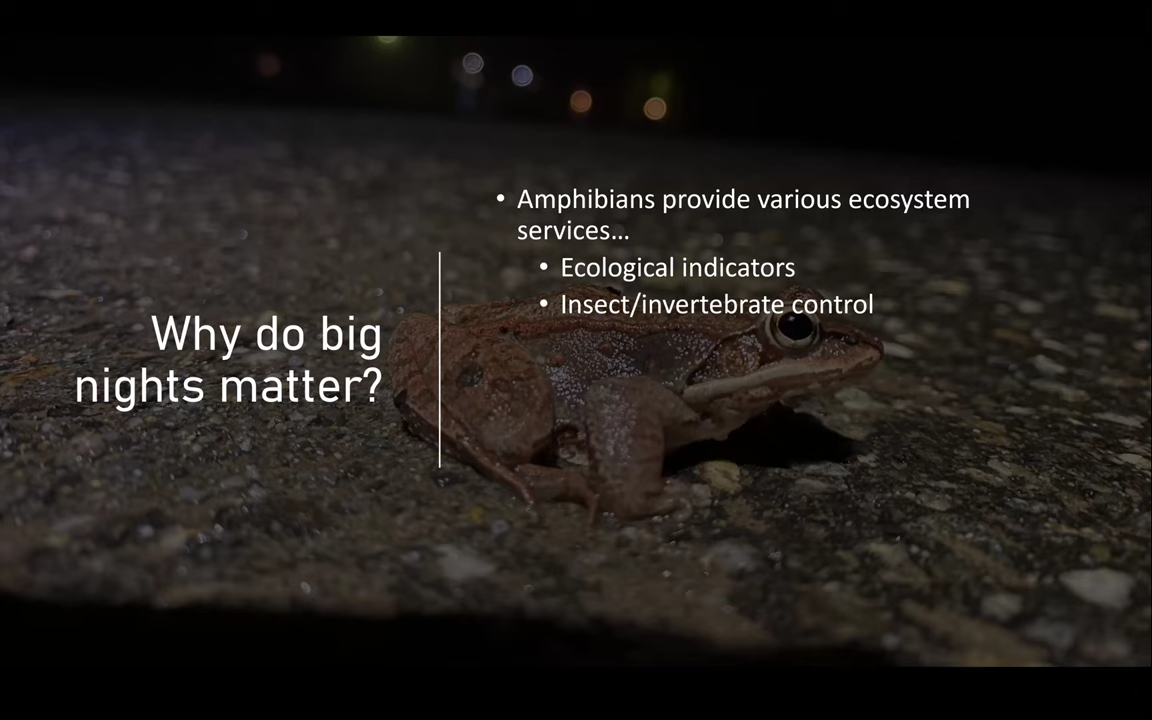 Why do big
nights matter?
• Amphibians provide various ecosystem
services...
• Ecological indicators
• Insect/invertebrate control